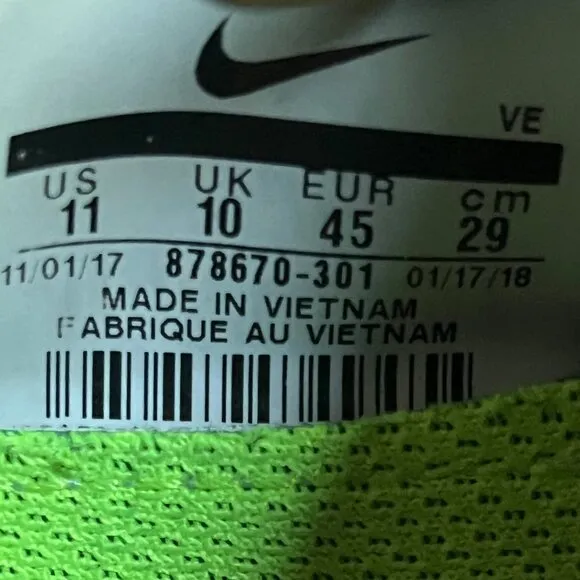 VE
US UK EUR cm
11 10 45 29
11/01/17 878670-301 01/17/18
MADE IN VIETNAM
FABRIQUE AU VIETNAM